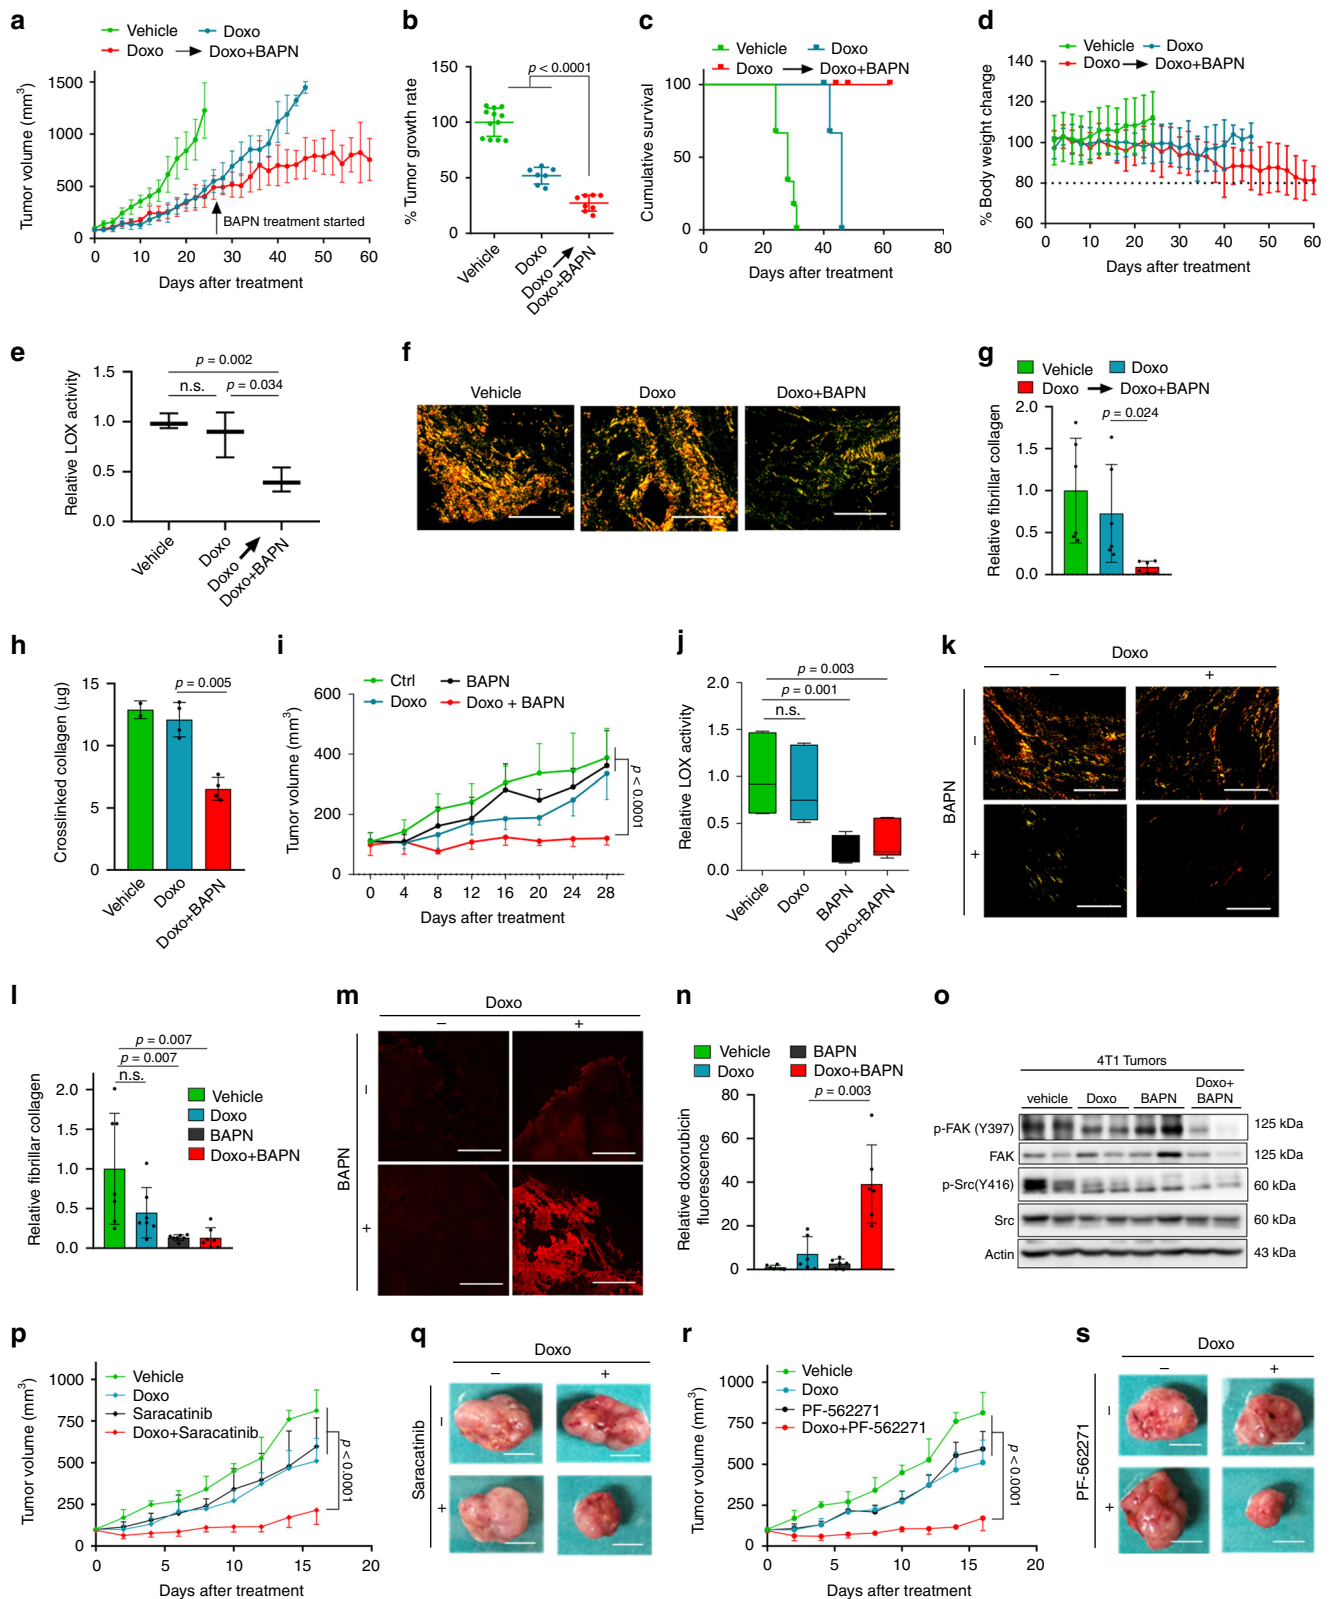 a
Vehicle
Doxo
Doxo
Doxo+BAPN
Tumor volume (mm3)
1500
1000
500
0
BAPN treatment started
0 10 20 30 40 50 60
Days after treatment
b
p < 0.0001
% Tumor growth rate
150
100
50
0
Vehicle
Doxo
Doxo
Doxo+BAPN
c
Vehicle
Doxo
Doxo
Doxo+BAPN
Cumulative survival
100
50
0
0 20 40 60 80
Days after treatment
d
Vehicle
Doxo
Doxo
Doxo+BAPN
% Body weight change
140
120
100
80
60
0 10 20 30 40 50 60
Days after treatment
e
p = 0.002
n.s.
p = 0.034
Relative LOX activity
1.5
1.0
0.5
0.0
Vehicle
Doxo
Doxo
Doxo+BAPN
f
Vehicle
Doxo
Doxo+BAPN
g
Vehicle
Doxo
Doxo
Doxo+BAPN
p = 0.024
Relative fibrillar collagen
2.0
1.5
1.0
0.5
0.0
h
p = 0.005
Crosslinked collagen (µg)
15
10
5
0
Vehicle
Doxo
Doxo+BAPN
i
Ctrl
BAPN
Doxo
Doxo + BAPN
Tumor volume (mm3)
600
400
200
0
p < 0.0001
0 4 8 12 16 20 24 28
Days after treatment
j
p = 0.003
p = 0.001
n.s.
Relative LOX activity
2.0
1.5
1.0
0.5
0.0
Vehicle
Doxo
BAPN
Doxo+BAPN
k
Doxo
– +
BAPN
–
+
l
p = 0.007
p = 0.007
n.s.
Vehicle
Doxo
BAPN
Doxo+BAPN
Relative fibrillar collagen
2.0
1.5
1.0
0.5
0.0
m
Doxo
– +
BAPN
–
+
n
Vehicle
BAPN
Doxo
Doxo+BAPN
p = 0.003
Relative doxorubicin
fluorescence
80
60
40
20
0
o
4T1 Tumors
vehicle
Doxo
BAPN
Doxo+
BAPN
p-FAK (Y397)
125 kDa
FAK
125 kDa
p-Src(Y416)
60 kDa
Src
60 kDa
Actin
43 kDa
p
Vehicle
Doxo
Saracatinib
Doxo+Saracatinib
Tumor volume (mm3)
1000
750
500
250
0
p < 0.0001
0 5 10 15 20
Days after treatment
q
Doxo
– +
Saracatinib
–
+
r
Vehicle
Doxo
PF-562271
Doxo+PF-562271
Tumor volume (mm3)
1000
750
500
250
0
p < 0.0001
0 5 10 15 20
Days after treatment
s
Doxo
– +
PF-562271
–
+